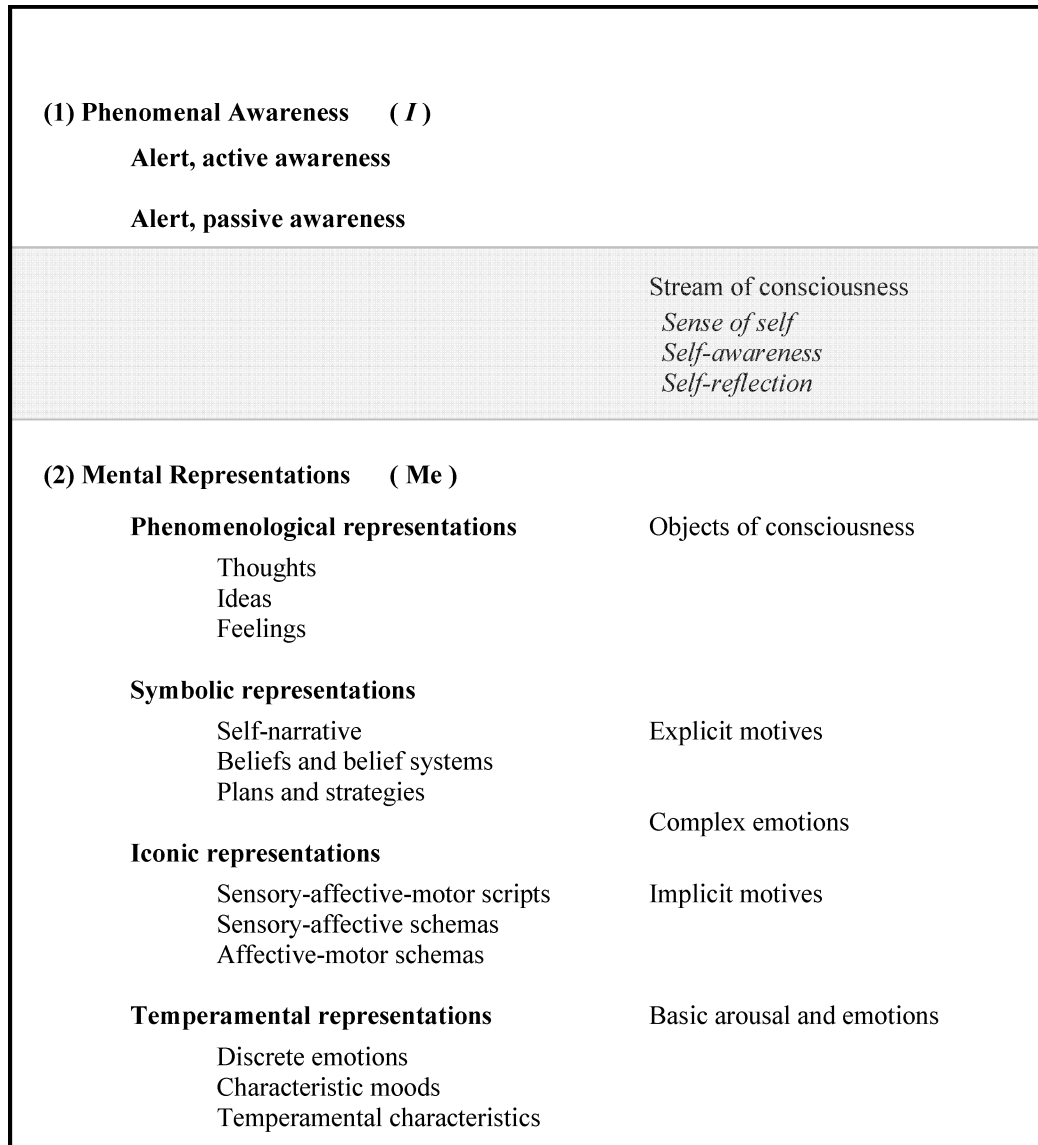 (1) Phenomenal Awareness ( I )
Alert, active awareness
Alert, passive awareness
Stream of consciousness
Sense of self
Self-awareness
Self-reflection
(2) Mental Representations ( Me )
Phenomenological representations Objects of consciousness
Thoughts
Ideas
Feelings
Symbolic representations
Self-narrative Explicit motives
Beliefs and belief systems
Plans and strategies
Complex emotions
Iconic representations
Sensory-affective-motor scripts Implicit motives
Sensory-affective schemas
Affective-motor schemas
Temperamental representations Basic arousal and emotions
Discrete emotions
Characteristic moods
Temperamental characteristics